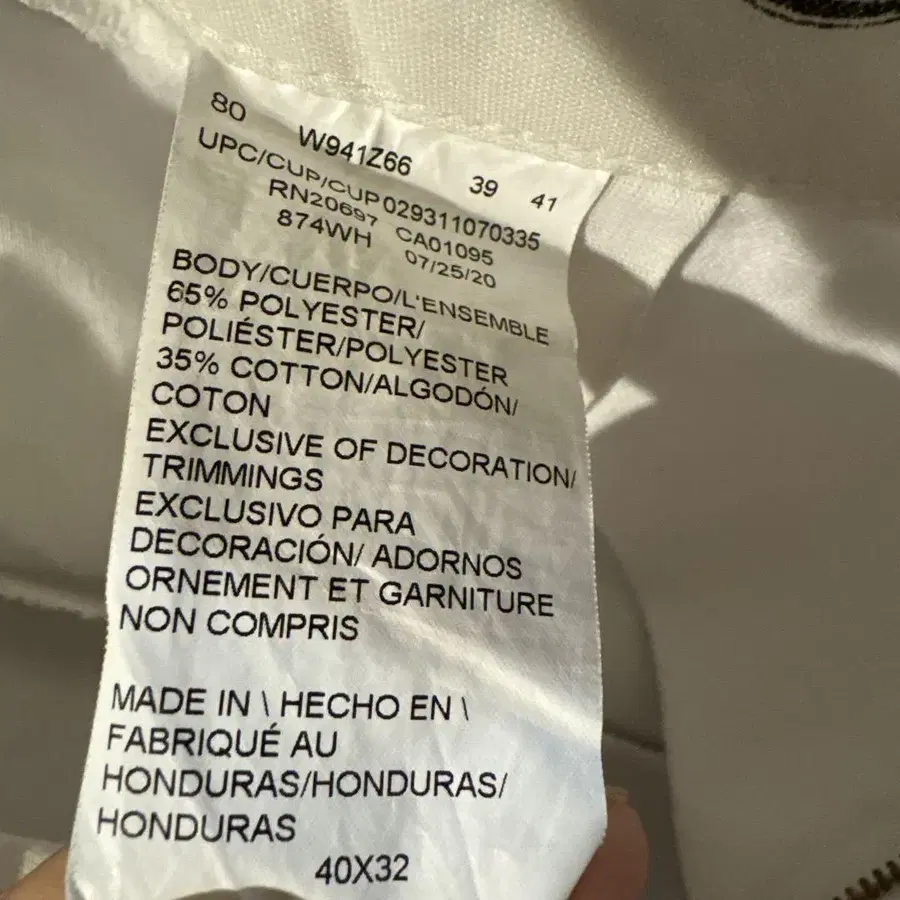 80 W941Z66 39 41
UPC/CUP/CUP 029311070335
RN20697 CA01095
874WH 07/25/20
BODY/CUERPO/L'ENSEMBLE
65% POLYESTER/
POLIÉSTER/POLYESTER
35% COTTON/ALGODÓN/
COTON
EXCLUSIVE OF DECORATION/
TRIMMINGS
EXCLUSIVO PARA
DECORACIÓN/ ADORNOS
ORNEMENT ET GARNITURE
NON COMPRIS
MADE IN \ HECHO EN \
FABRIQUÉ AU
HONDURAS/HONDURAS/
HONDURAS
40X32